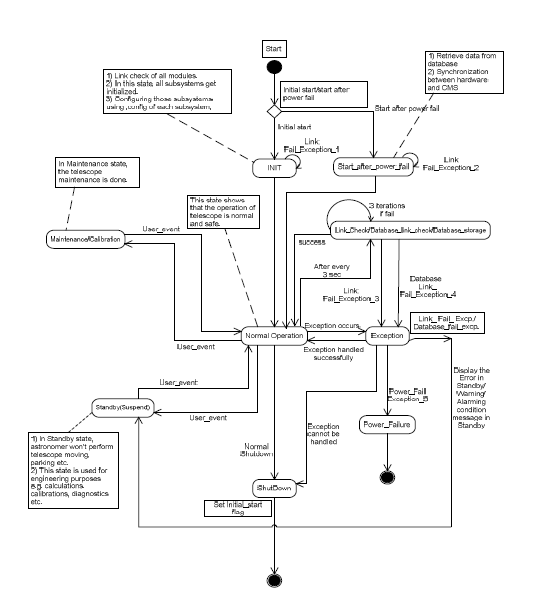 Start
1) Link check of all modules.
2) In this state, all subsystems get
initialized.
3) Configuring those subsystems
using .config of each subsystem,
1) Retrieve data from
database
2) Synchronization
between hardware
and CMS
Initial start/start after
power fail
Start after power fail
Initial start
Link:
Fail_Exception_1
INIT
Start_after_power_fail
Link
Fail_Exception_2
In Maintenance state,
the telescope
maintenance is done.
This state shows
that the operation of
telescope is normal
and safe.
3 iterations
if fail
Link_Check/Database_link_check/Database_storage
Maintenance/Calibration
User_event
success
After every
3 sec
Link:
Fail_Exception_3
Database
Link_
Fail_Exception_4
Link_Fail_Excp./
Database_fail_excp.
Exception occurs
Normal Operation
Exception
User_event
Exception handled
successfully
User_event
Standby(Suspend)
User_event
Power_Fail
Exception_5
Display the
Error in
Standby/
Warning/
Alarming
condition
message in
Standby
Power_Failure
Exception
cannot be
handled
Normal
Shutdown
1) In Standby state,
astronomer won't perform
telescope moving,
parking etc.
2) This state is used for
engineering purposes
e.g. calculations,
calibrations, diagnostics
etc.
ShutDown
Set Initial_start
flag